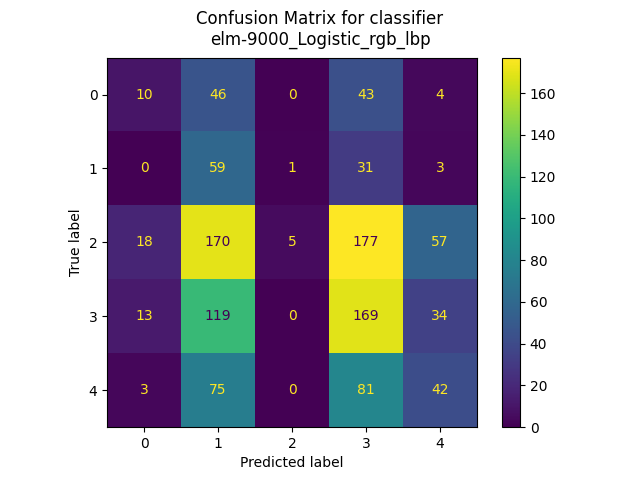 Confusion Matrix for classifier
elm-9000_Logistic_rgb_lbp
0 10 46 0 43 4
1 0 59 1 31 3
2 18 170 5 177 57
3 13 119 0 169 34
4 3 75 0 81 42
0 1 2 3 4
True label
Predicted label
160
140
120
100
80
60
40
20
0